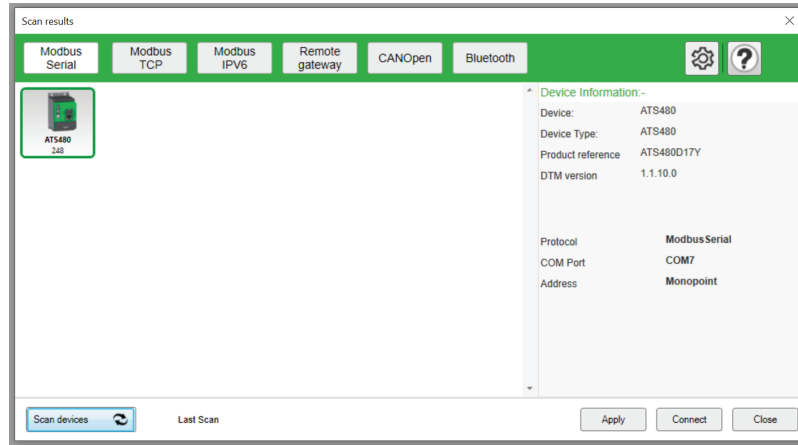 Scan results
Modbus Serial
Modbus TCP
Modbus IPV6
Remote gateway
CANOpen
Bluetooth
?
ATS480
248
Device Information:-
Device: ATS480
Device Type: ATS480
Product reference ATS480D17Y
DTM version 1.1.10.0
Protocol ModbusSerial
COM Port COM7
Address Monopoint
Scan devices
Last Scan
Apply
Connect
Close